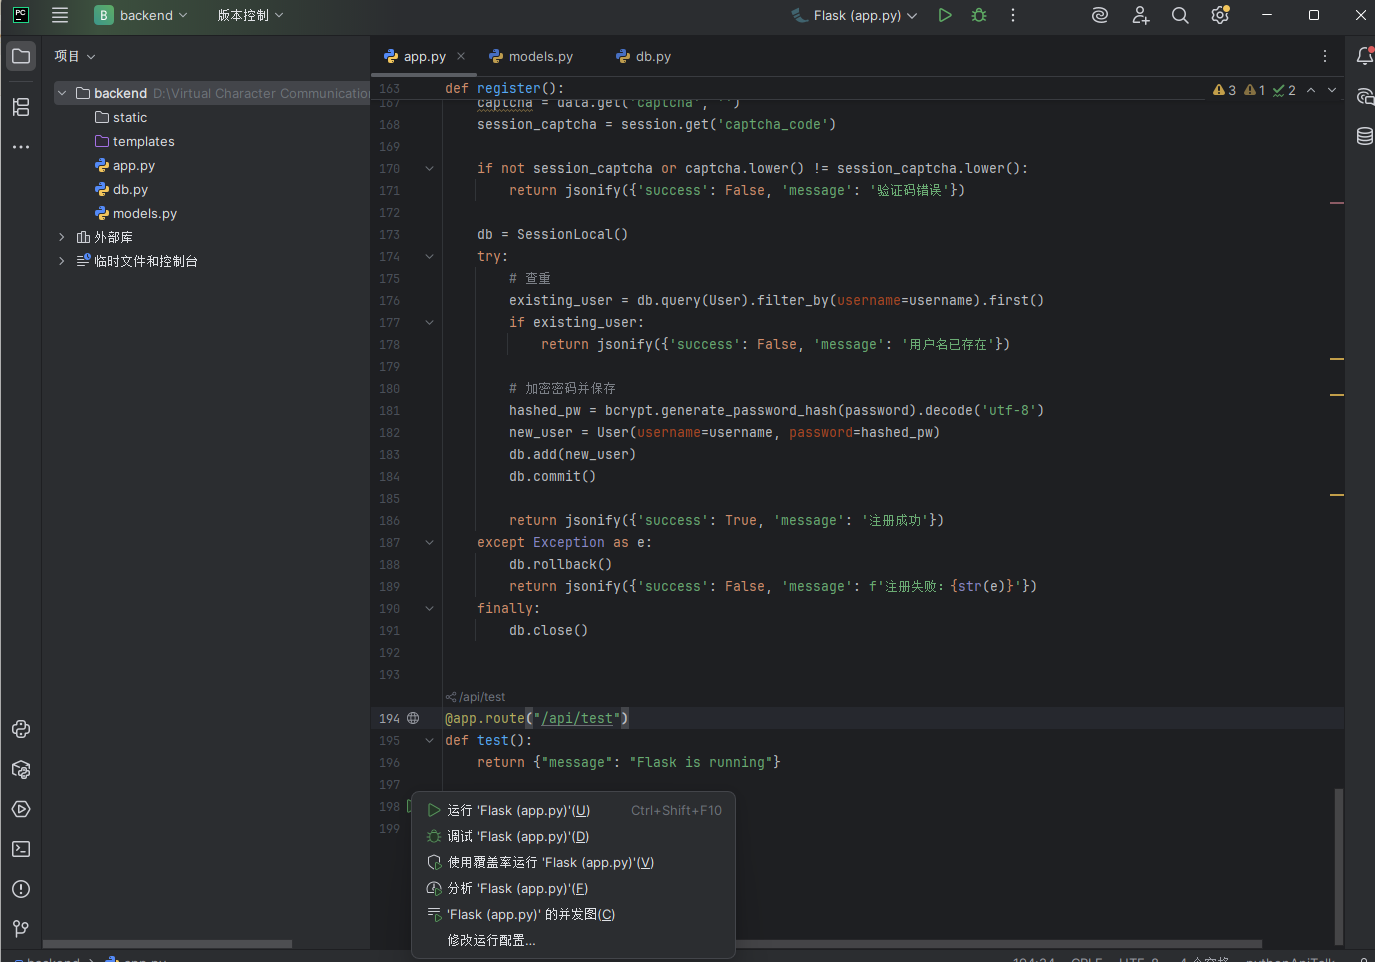 PC
B backend
版本控制
Flask (app.py)
项目
app.py
models.py
db.py
backend D:\Virtual Character Communication
static
templates
app.py
db.py
models.py
外部库
临时文件和控制台
163 def register():
3 1 2
167 captcha = data.get('captcha', '')
168 session_captcha = session.get('captcha_code')
169
170 if not session_captcha or captcha.lower() != session_captcha.lower():
171 return jsonify({'success': False, 'message': '验证码错误'})
172
173 db = SessionLocal()
174 try:
175 # 查重
176 existing_user = db.query(User).filter_by(username=username).first()
177 if existing_user:
178 return jsonify({'success': False, 'message': '用户名已存在'})
179
180 # 加密密码并保存
181 hashed_pw = bcrypt.generate_password_hash(password).decode('utf-8')
182 new_user = User(username=username, password=hashed_pw)
183 db.add(new_user)
184 db.commit()
185
186 return jsonify({'success': True, 'message': '注册成功'})
187 except Exception as e:
188 db.rollback()
189 return jsonify({'success': False, 'message': f'注册失败: {str(e)}'})
190 finally:
191 db.close()
192
193
/api/test
194 @app.route("/api/test")
195 def test():
196 return {"message": "Flask is running"}
197
198
199
运行 'Flask (app.py)'(U) Ctrl+Shift+F10
调试 'Flask (app.py)'(D)
使用覆盖率运行 'Flask (app.py)'(V)
分析 'Flask (app.py)'(F)
'Flask (app.py)' 的并发图(C)
修改运行配置...
backend > app.py
194:24 CRLF UTF-8 4 个空格 pythonApiTalk